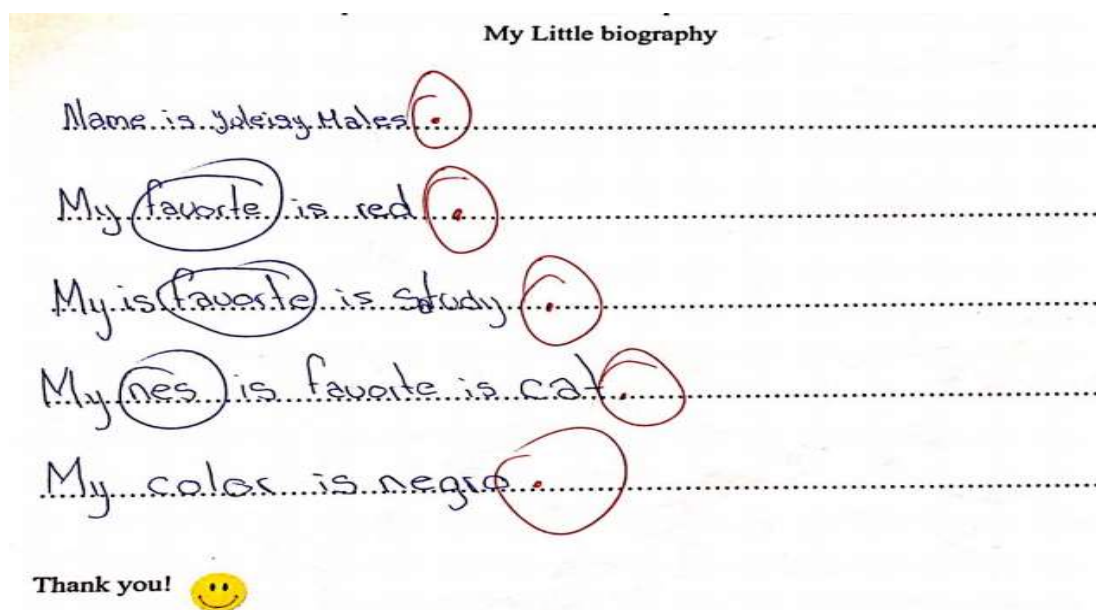 My Little biography
Name is Yuleisy Males.
My favorte is red.
My is favorte is study.
My nes is favorte is cat.
My color is negro.
Thank you!